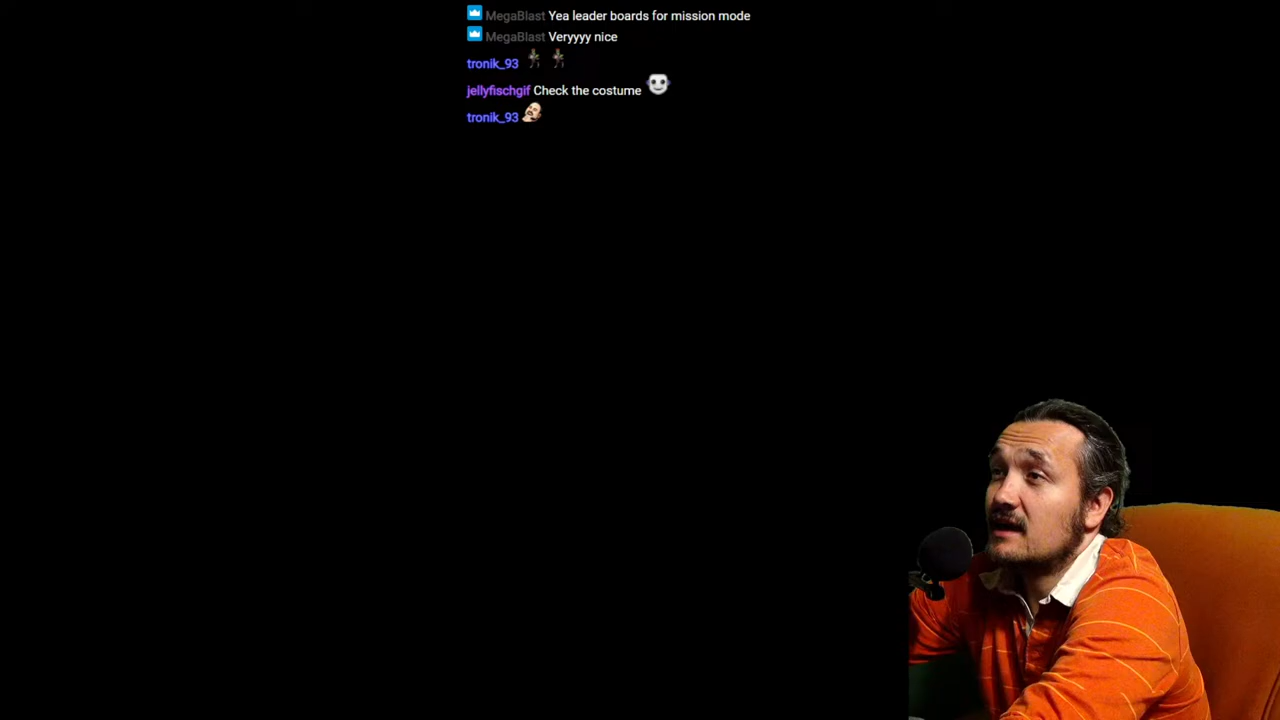 MegaBlast Yea leader boards for mission mode
MegaBlast Veryyyy nice
tronik_93
jellyfischgif Check the costume
tronik_93